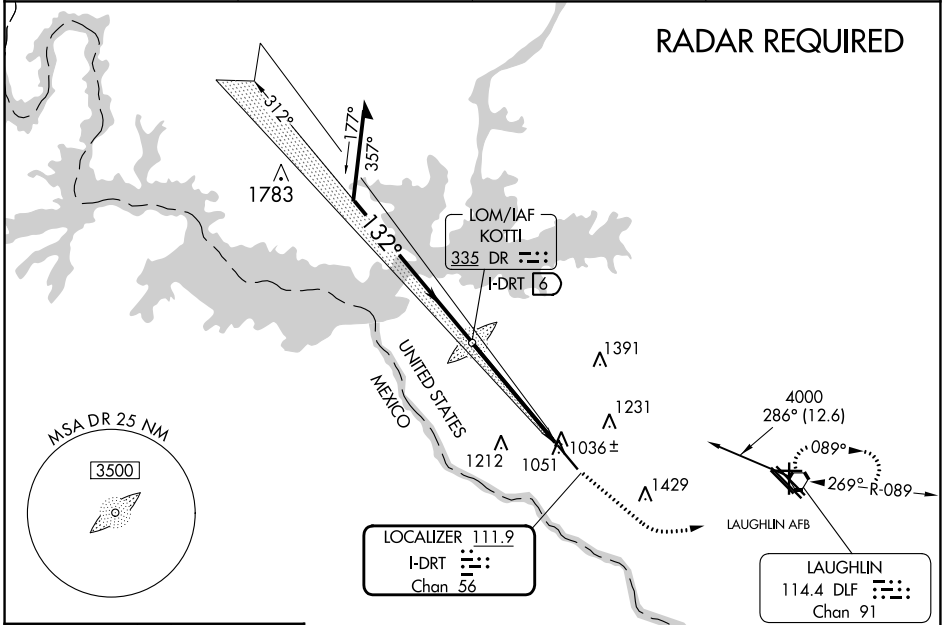 RADAR REQUIRED
312°
177°
357°
1783
132°
LOM/IAF
KOTTI
335 DR
I-DRT 6
1391
UNITED STATES
MEXICO
1231
4000
286° (12.6)
MSA DR 25 NM
3500
1212
1051
1036±
089°
269°
R-089
1429
LAUGHLIN AFB
LOCALIZER 111.9
I-DRT
Chan 56
LAUGHLIN
114.4 DLF
Chan 91